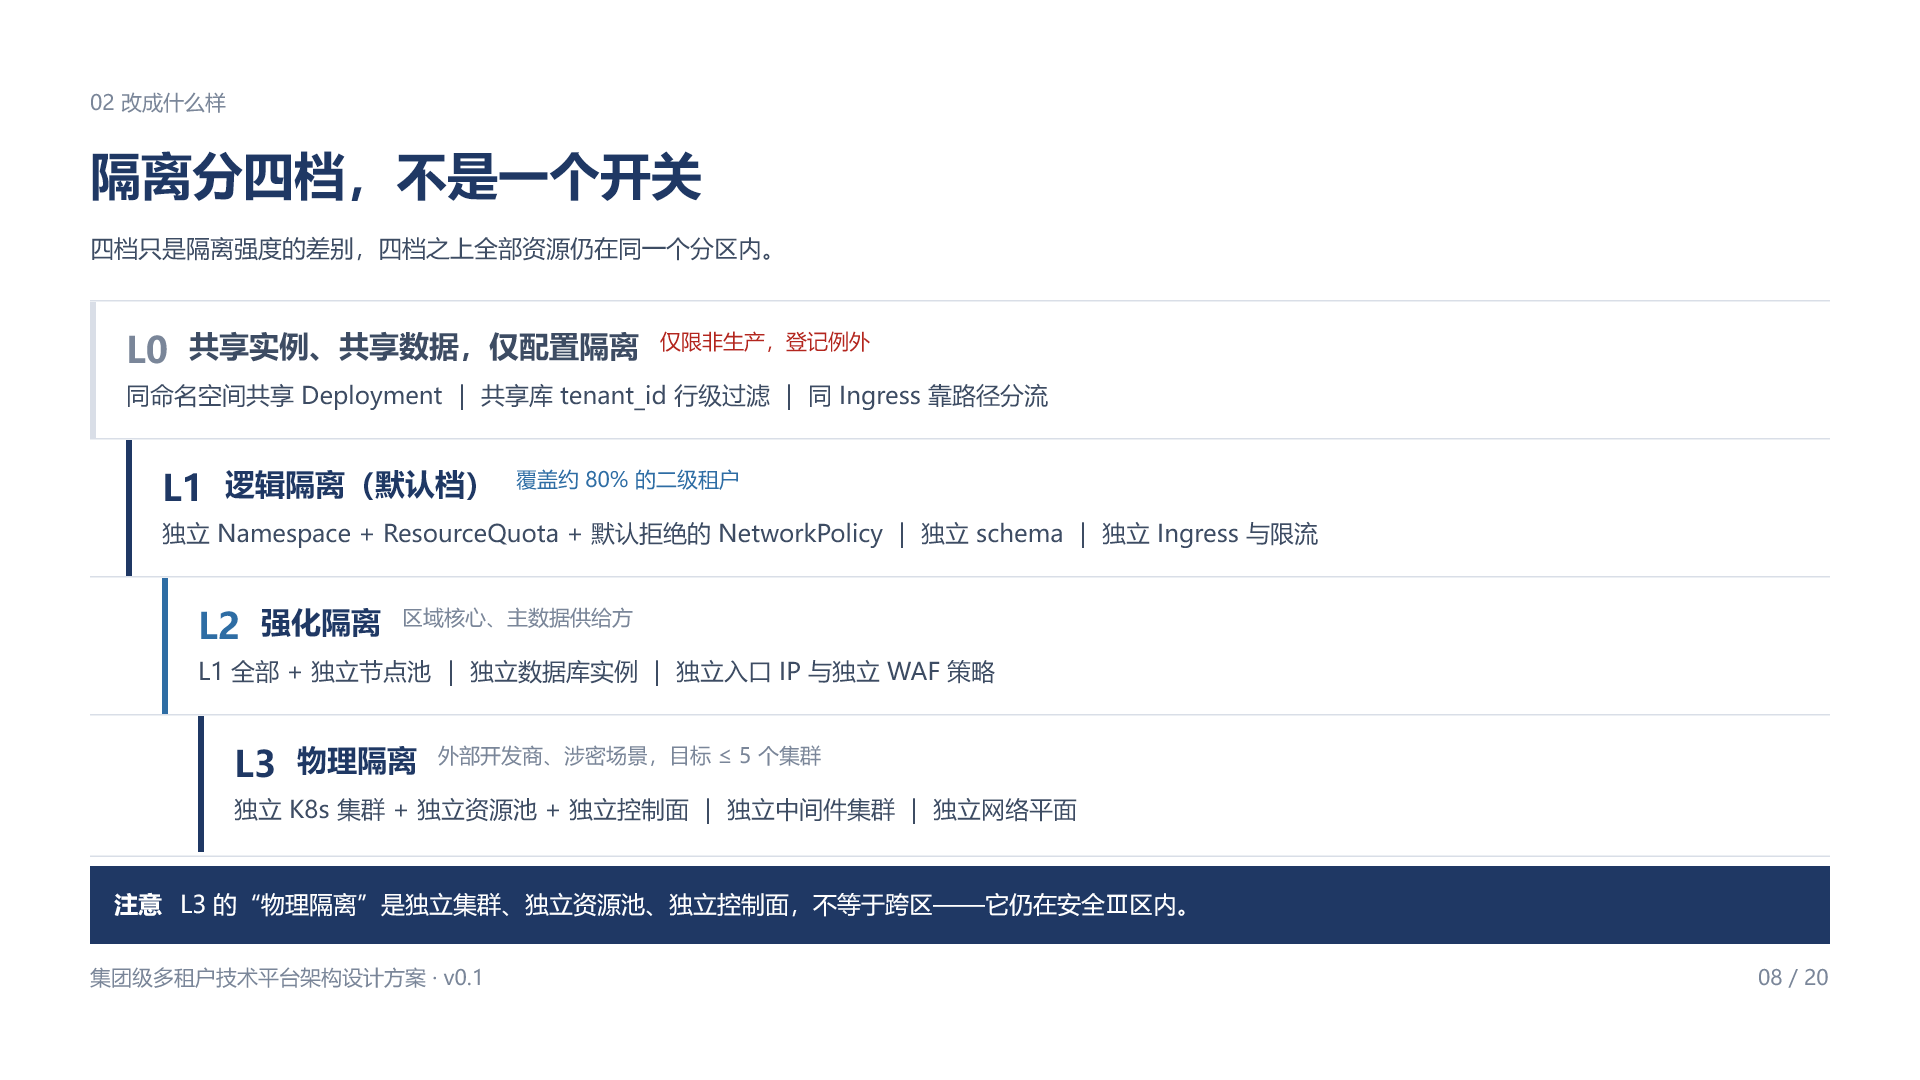 02 改成什么样
隔离分四档，不是一个开关
四档只是隔离强度的差别，四档之上全部资源仍在同一个分区内。
L0 共享实例、共享数据，仅配置隔离 仅限非生产，登记例外
同命名空间共享 Deployment | 共享库 tenant_id 行级过滤 | 同 Ingress 靠路径分流
L1 逻辑隔离（默认档） 覆盖约 80% 的二级租户
独立 Namespace + ResourceQuota + 默认拒绝的 NetworkPolicy | 独立 schema | 独立 Ingress 与限流
L2 强化隔离 区域核心、主数据供给方
L1 全部 + 独立节点池 | 独立数据库实例 | 独立入口 IP 与独立 WAF 策略
L3 物理隔离 外部开发商、涉密场景，目标 ≤ 5 个集群
独立 K8s 集群 + 独立资源池 + 独立控制面 | 独立中间件集群 | 独立网络平面
注意 L3 的“物理隔离”是独立集群、独立资源池、独立控制面，不等于跨区——它仍在安全Ⅲ区内。
集团级多租户技术平台架构设计方案 · v0.1
08 / 20